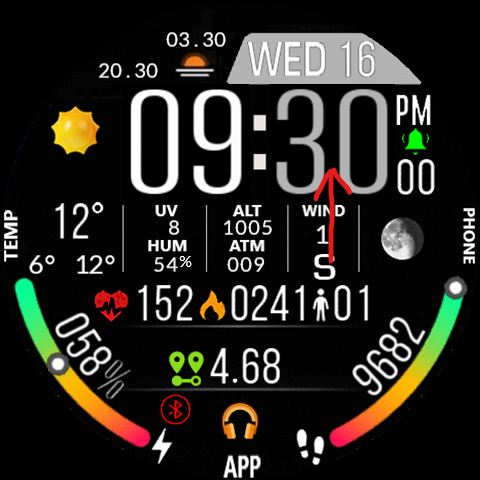 03.30
20.30
WED 16
09:30
PM
00
TEMP
12°
6° 12°
UV
8
HUM
54%
ALT
1005
ATM
009
WIND
1
S
PHONE
152 0241 01
058%
4.68
9682
APP